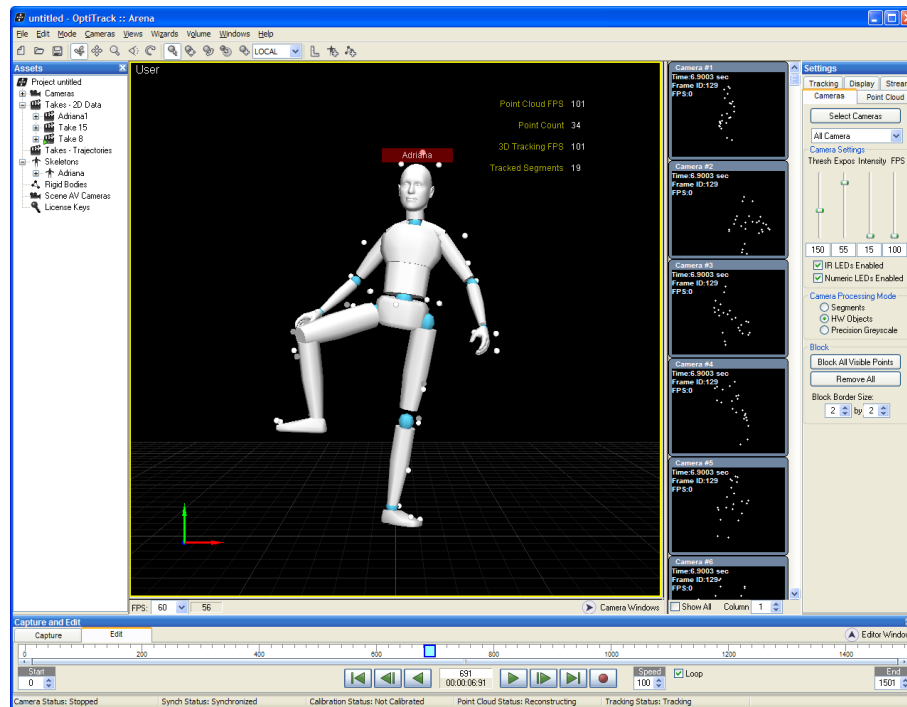 untitled - OptiTrack :: Arena
File Edit Mode Cameras Views Wizards Volume Windows Help
LOCAL
Assets
Project untitled
Cameras
Takes - 2D Data
Adriana1
Take 15
Take 8
Takes - Trajectories
Skeletons
Adriana
Rigid Bodies
Scene AV Cameras
License Keys
User
Point Cloud FPS 101
Point Count 34
3D Tracking FPS 101
Tracked Segments 19
Adriana
FPS: 60 56
Camera Windows
Camera #1
Time:6.9003 sec
Frame ID:129
FPS:0
Camera #2
Time:6.9003 sec
Frame ID:129
FPS:0
Camera #3
Time:6.9003 sec
Frame ID:129
FPS:0
Camera #4
Time:6.9003 sec
Frame ID:129
FPS:0
Camera #5
Time:6.9003 sec
Frame ID:129
FPS:0
Camera #6
Time:6.9003 sec
Frame ID:129
FPS:0
Show All Column 1
Settings
Tracking Display Stream
Cameras Point Cloud
Select Cameras
All Camera
Camera Settings
Thresh Expos Intensity FPS
150 55 15 100
IR LEDs Enabled
Numeric LEDs Enabled
Camera Processing Mode
Segments
HW Objects
Precision Greyscale
Block
Block All Visible Points
Remove All
Block Border Size:
2 by 2
Capture and Edit
Capture Edit
Editor Window
0 200 400 800 1000 1200 1400
Start
0
691
00:00:06:91
Speed
100
Loop
End
1501
Camera Status: Stopped Synch Status: Synchronized Calibration Status: Not Calibrated Point Cloud Status: Reconstructing Tracking Status: Tracking